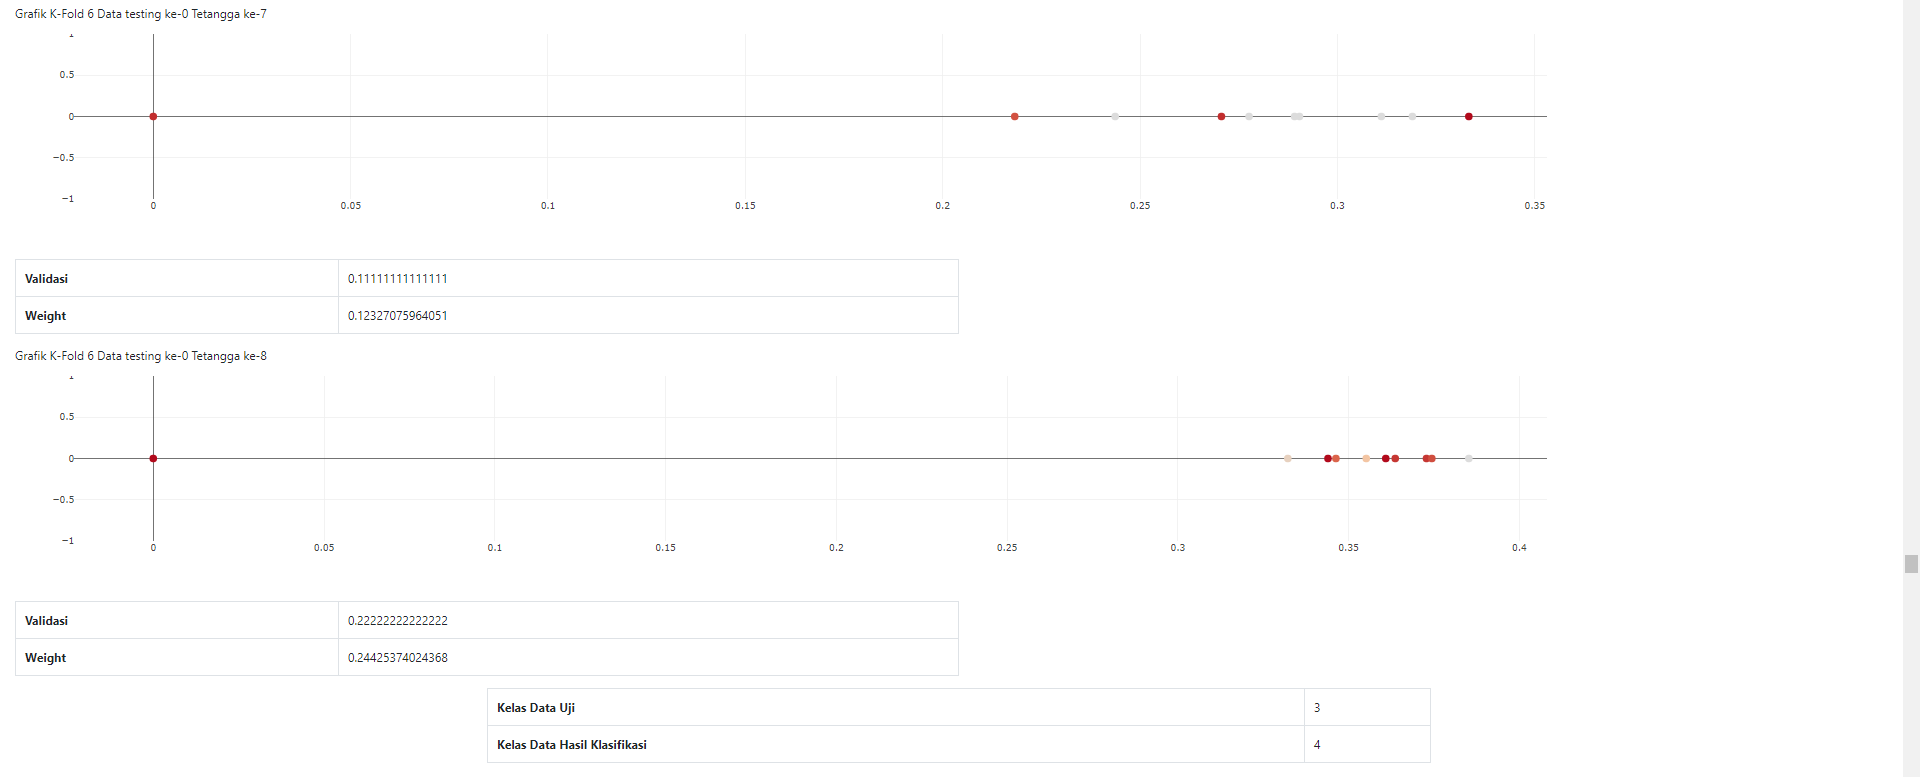 Grafik K-Fold 6 Data testing ke-0 Tetangga ke-7
1
0.5
0
−0.5
−1
0 0.05 0.1 0.15 0.2 0.25 0.3 0.35
Validasi 0.11111111111111
Weight 0.12327075964051
Grafik K-Fold 6 Data testing ke-0 Tetangga ke-8
1
0.5
0
−0.5
−1
0 0.05 0.1 0.15 0.2 0.25 0.3 0.35 0.4
Validasi 0.22222222222222
Weight 0.24425374024368
Kelas Data Uji 3
Kelas Data Hasil Klasifikasi 4